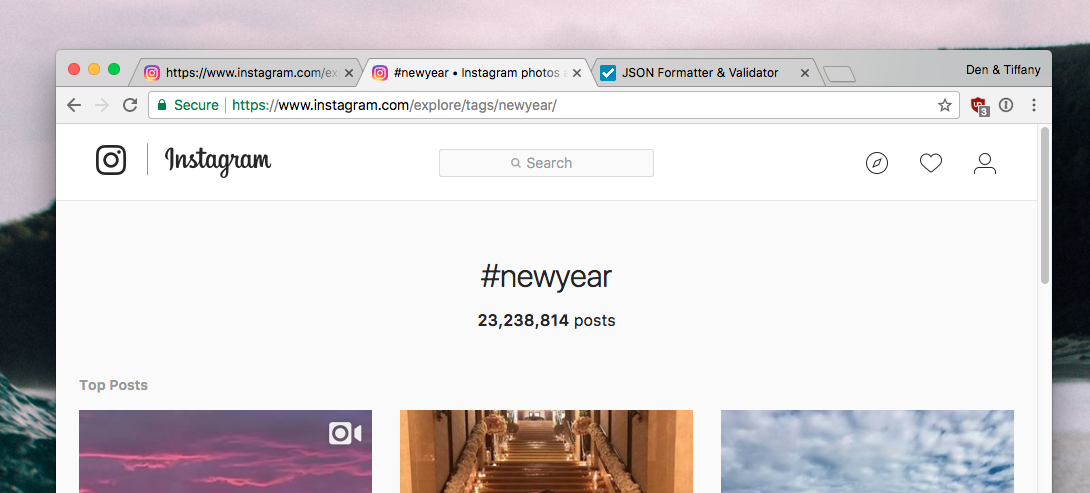 https://www.instagram.com/ex
#newyear • Instagram photos a
JSON Formatter & Validator
Den & Tiffany
Secure
https://www.instagram.com/explore/tags/newyear/
3
Instagram
Search
#newyear
23,238,814 posts
Top Posts